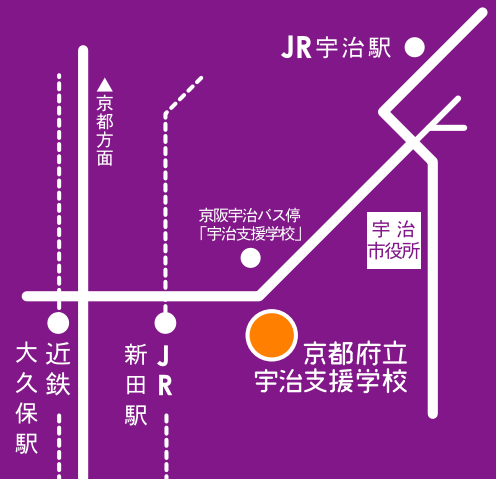 JR宇治駅
▲京都方面
京阪宇治バス停
「宇治支援学校」
宇治
市役所
近鉄
大久保駅
JR
新田駅
京都府立
宇治支援学校